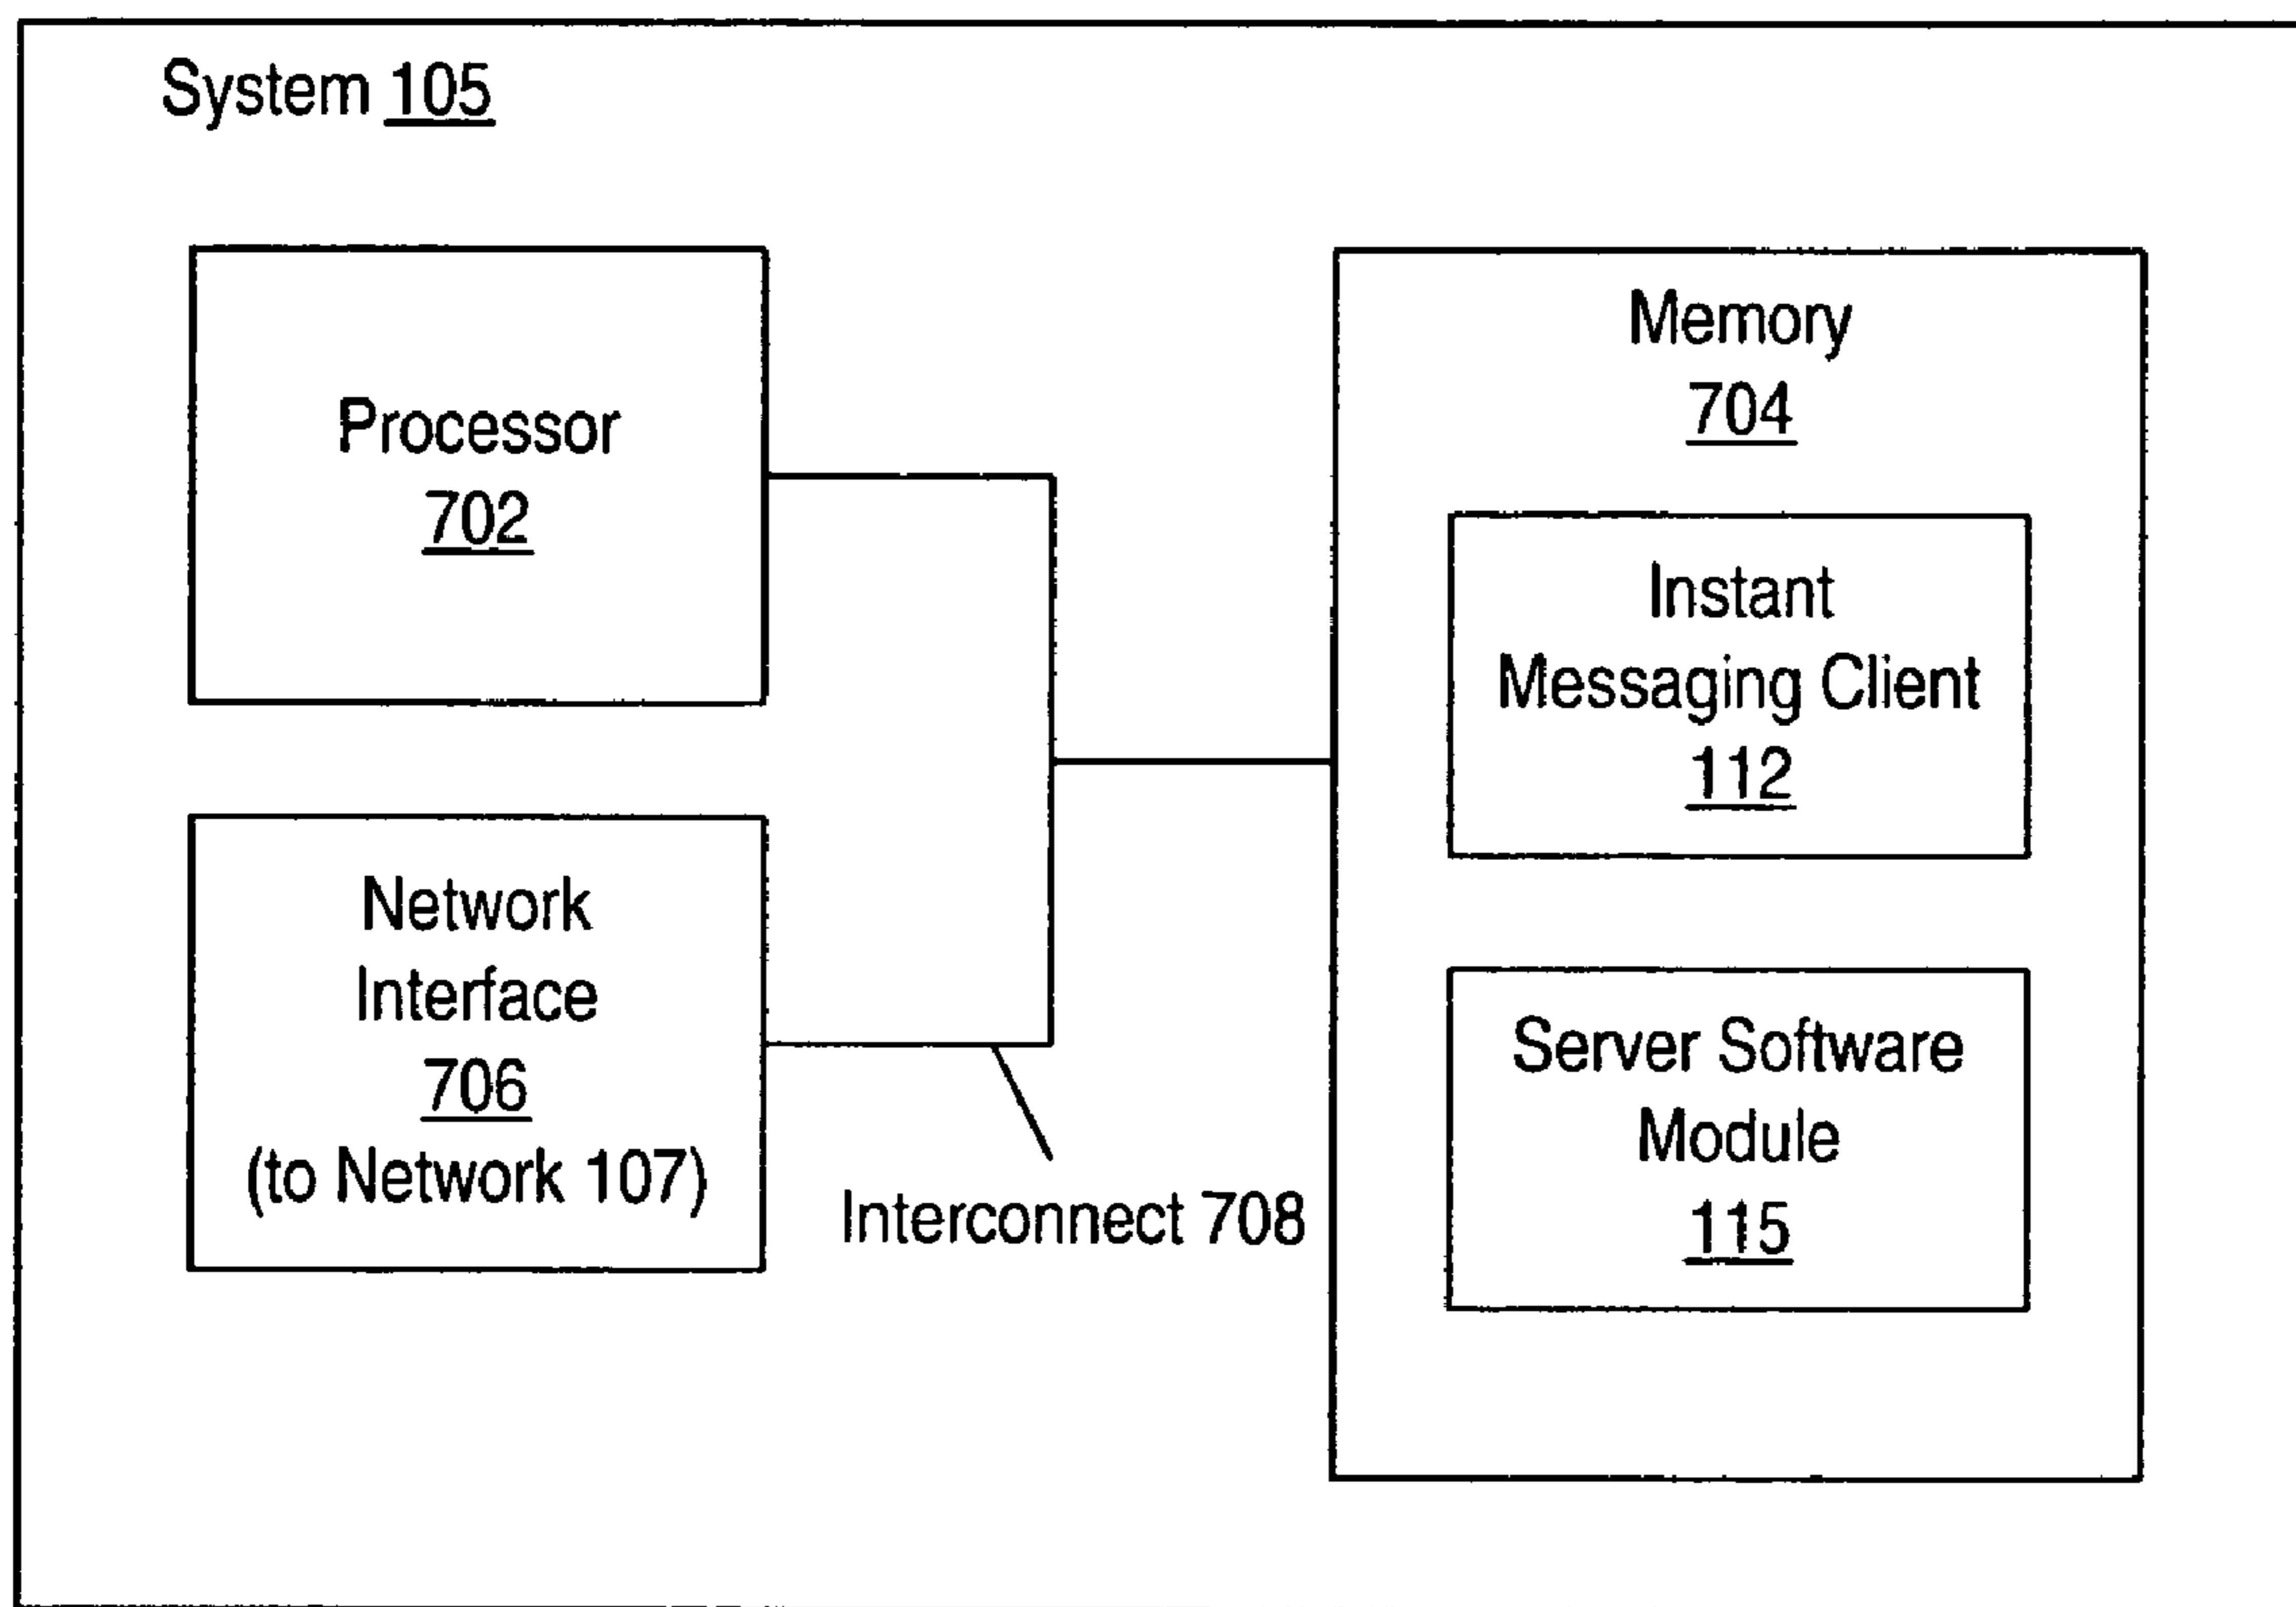 System 105
Processor
702
Network
Interface
706
(to Network 107)
Interconnect 708
Memory
704
Instant
Messaging Client
112
Server Software
Module
115